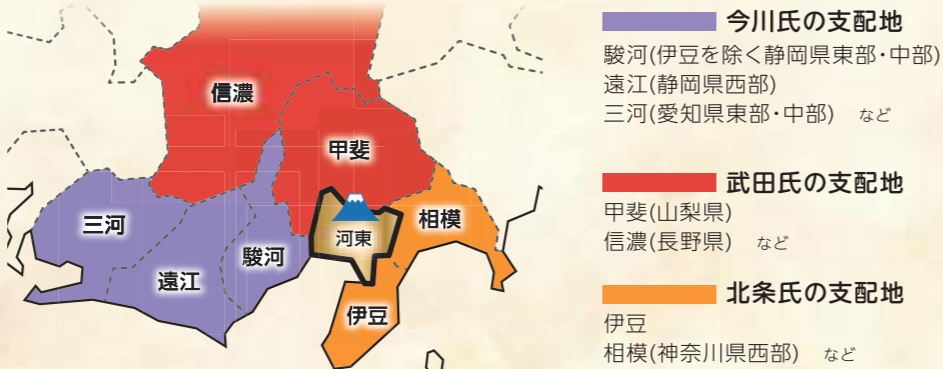 信濃
甲斐
三河
遠江
駿河
河東
相模
伊豆
今川氏の支配地
駿河(伊豆を除く静岡県東部・中部)
遠江(静岡県西部)
三河(愛知県東部・中部) など
武田氏の支配地
甲斐(山梨県)
信濃(長野県) など
北条氏の支配地
伊豆
相模(神奈川県西部) など